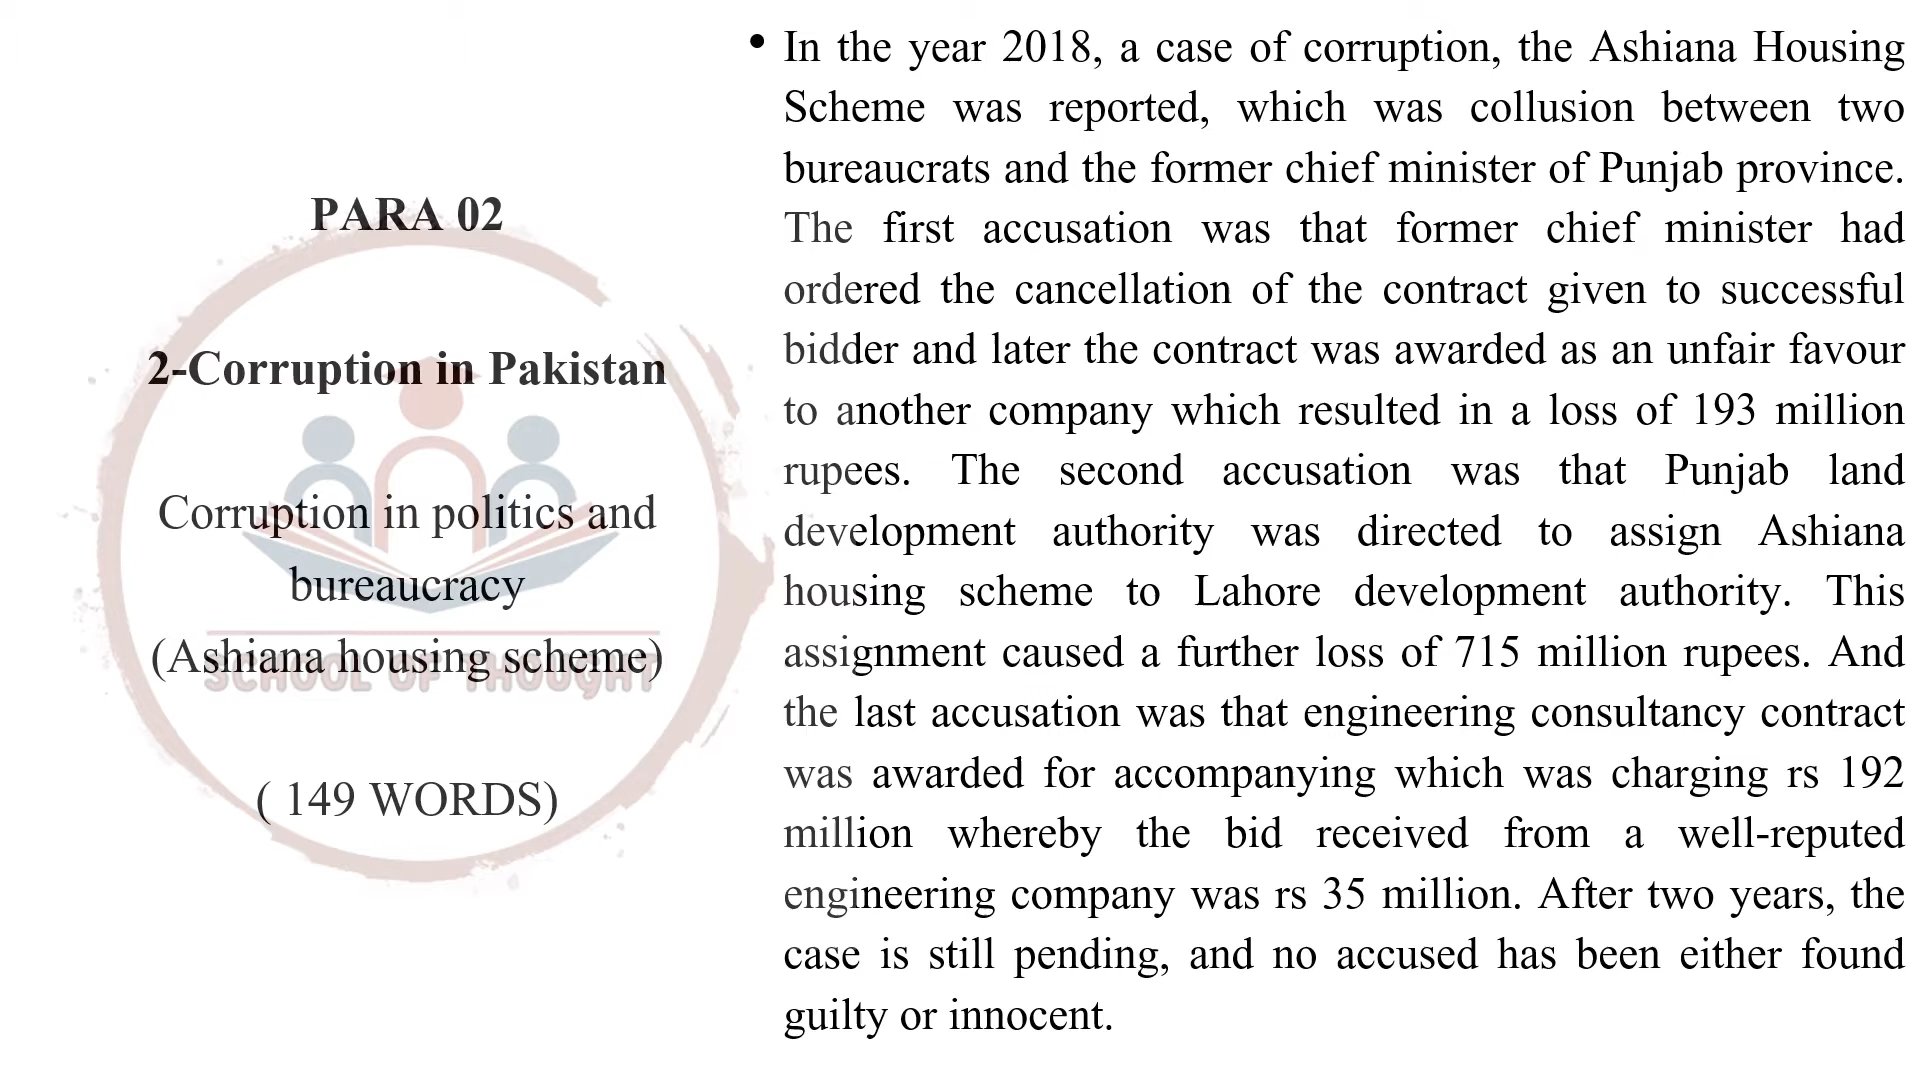 PARA 02
2-Corruption in Pakistan
Corruption in politics and
bureaucracy
(Ashiana housing scheme)
SCHOOL OF THOUGHT
( 149 WORDS)
• In the year 2018, a case of corruption, the Ashiana Housing
Scheme was reported, which was collusion between two
bureaucrats and the former chief minister of Punjab province.
The first accusation was that former chief minister had
ordered the cancellation of the contract given to successful
bidder and later the contract was awarded as an unfair favour
to another company which resulted in a loss of 193 million
rupees. The second accusation was that Punjab land
development authority was directed to assign Ashiana
housing scheme to Lahore development authority. This
assignment caused a further loss of 715 million rupees. And
the last accusation was that engineering consultancy contract
was awarded for accompanying which was charging rs 192
million whereby the bid received from a well-reputed
engineering company was rs 35 million. After two years, the
case is still pending, and no accused has been either found
guilty or innocent.